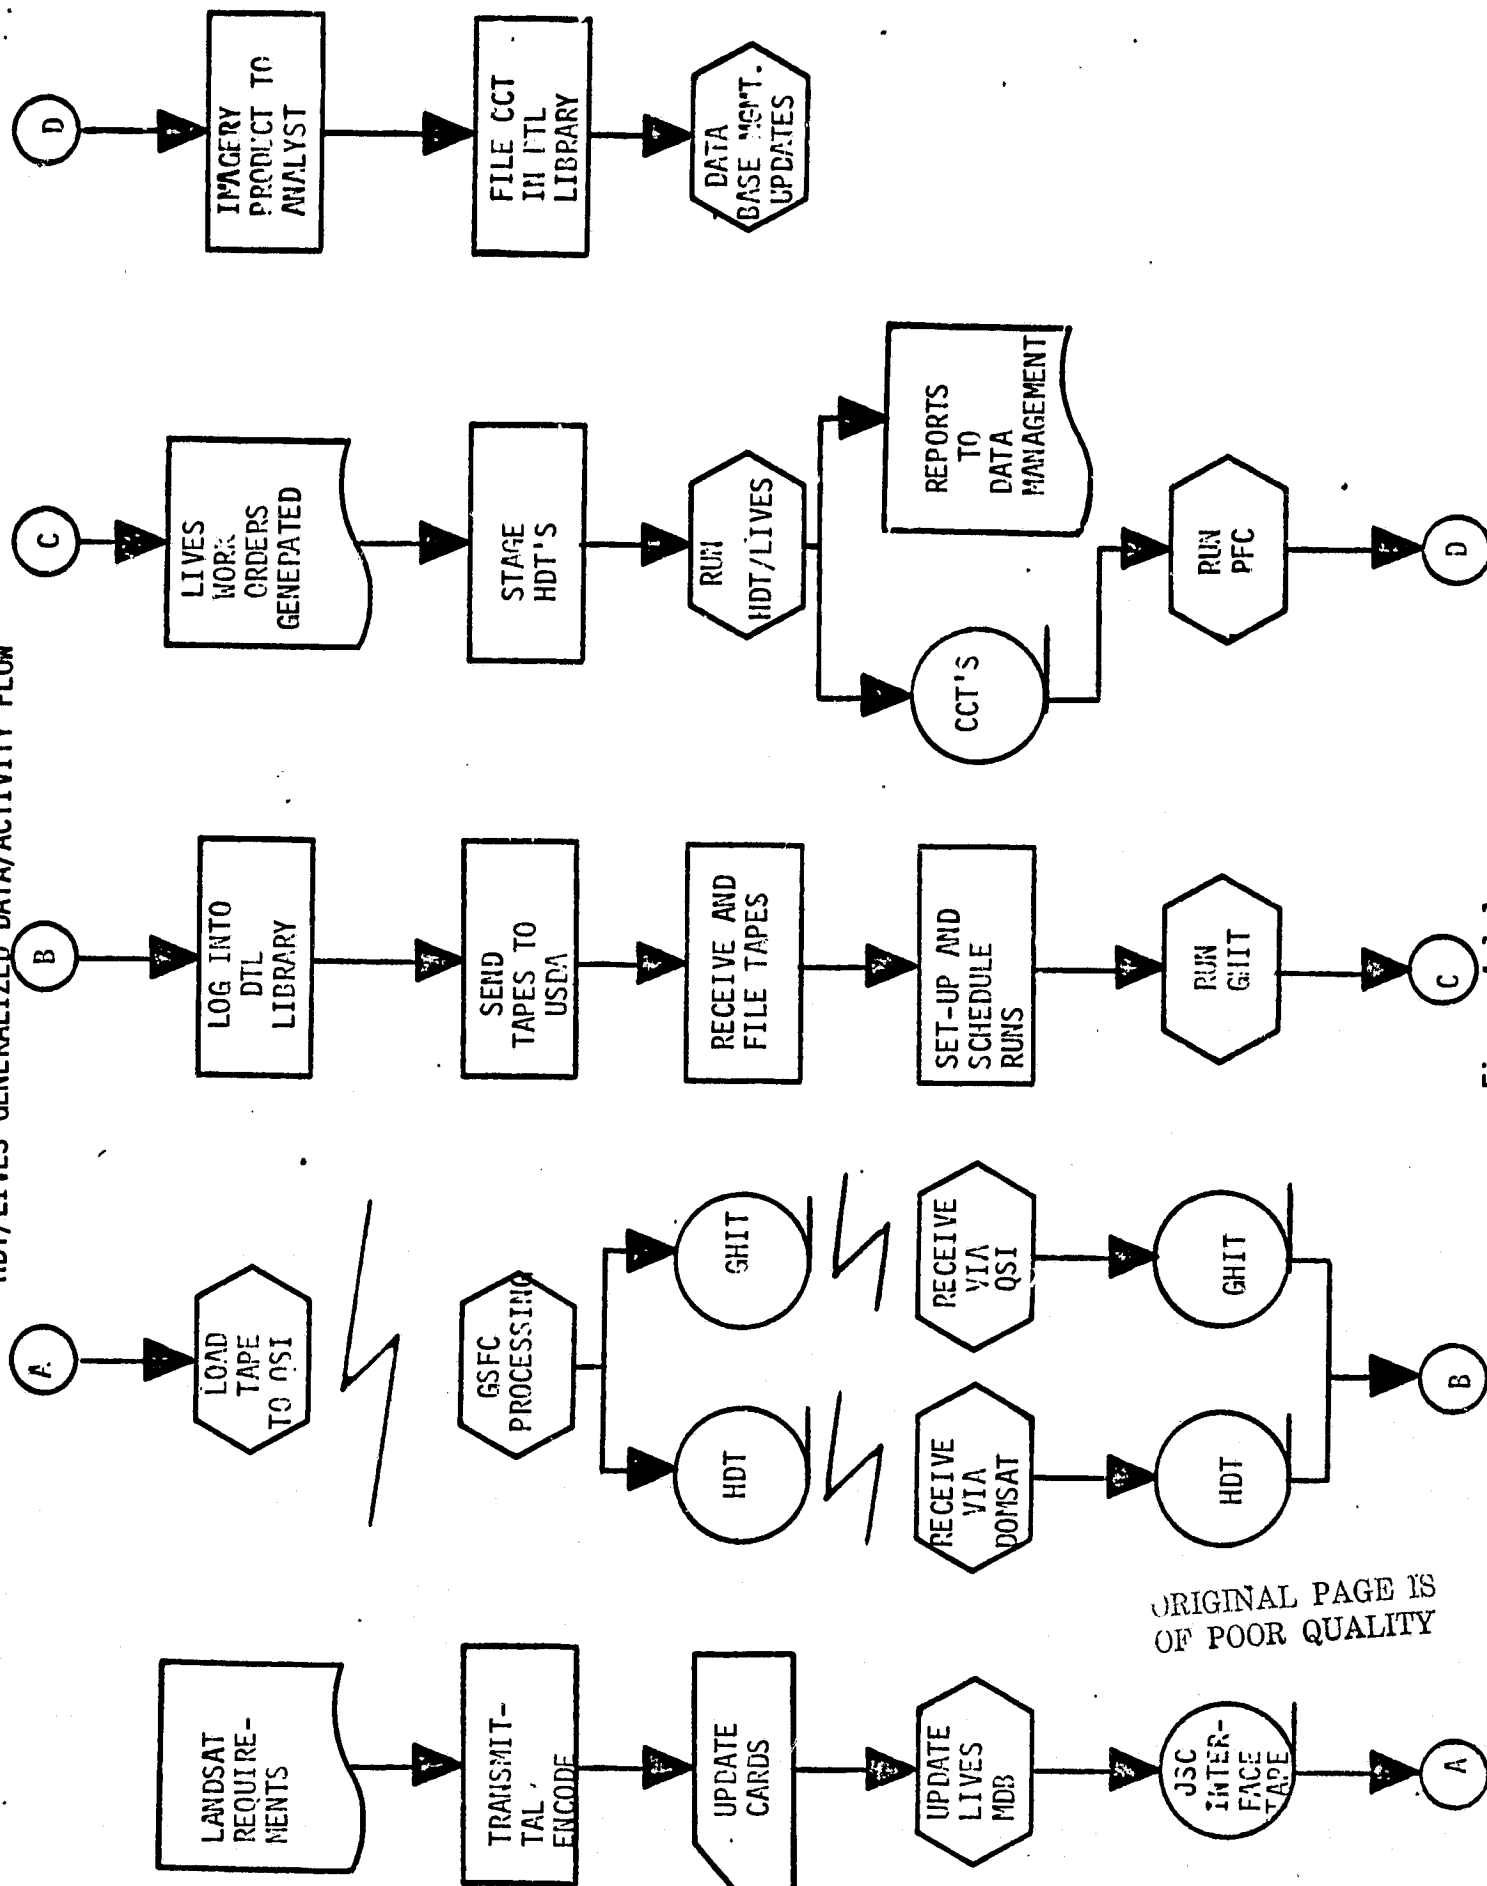 HDT/LIVES GENERALIZED DATA/ACTIVITY FLOW
LANDSAT
REQUIRE-
MENTS
TRANSMIT-
TAL
ENCODE
UPDATE
CARDS
UPDATE
LIVES
MDB
JSC
INTER-
FACE
TAPE
A
A
LOAD
TAPE
TO QSI
GSFC
PROCESSING
HDT
GHIT
RECEIVE
VIA
DOMSAT
RECEIVE
VIA
QSI
HDT
GHIT
B
B
LOG INTO
DTL
LIBRARY
SEND
TAPES TO
USDA
RECEIVE AND
FILE TAPES
SET-UP AND
SCHEDULE
RUNS
RUN
GHIT
C
C
LIVES
WORK
ORDERS
GENERATED
STAGE
HDT'S
RUN
HDT/LIVES
CCT'S
REPORTS
TO
DATA
MANAGEMENT
RUN
PFC
D
D
IMAGERY
PRODUCT TO
ANALYST
FILE CCT
IN DTL
LIBRARY
DATA
BASE MGMT.
UPDATES
ORIGINAL PAGE IS
OF POOR QUALITY